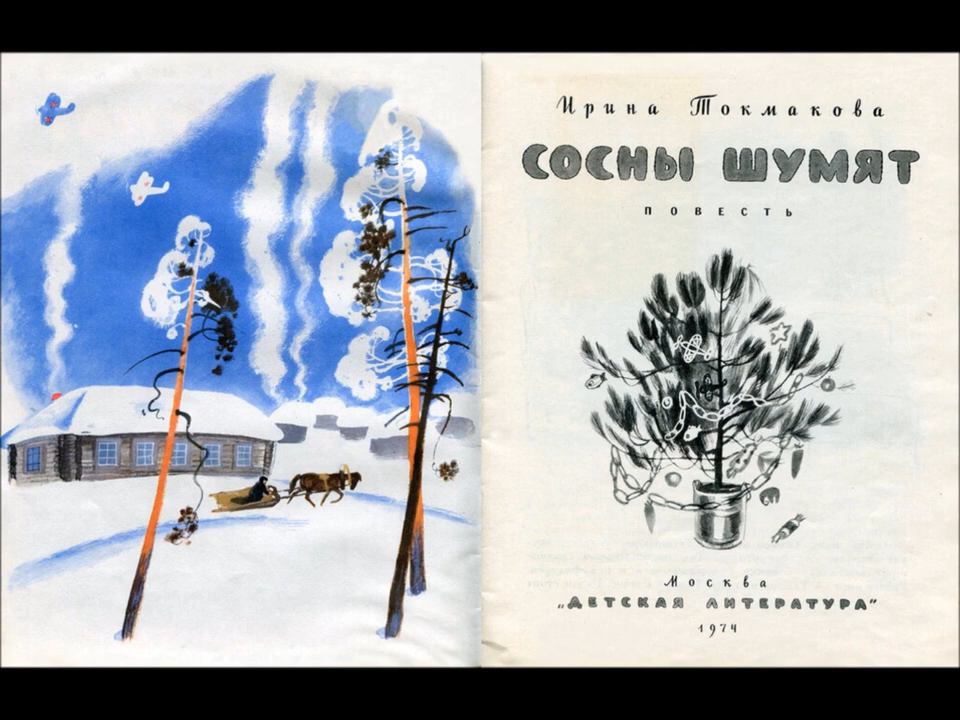 Ирина Токмакова
СОСНЫ ШУМЯТ
ПОВЕСТЬ
Москва
„ДЕТСКАЯ ЛИТЕРАТУРА"
1974